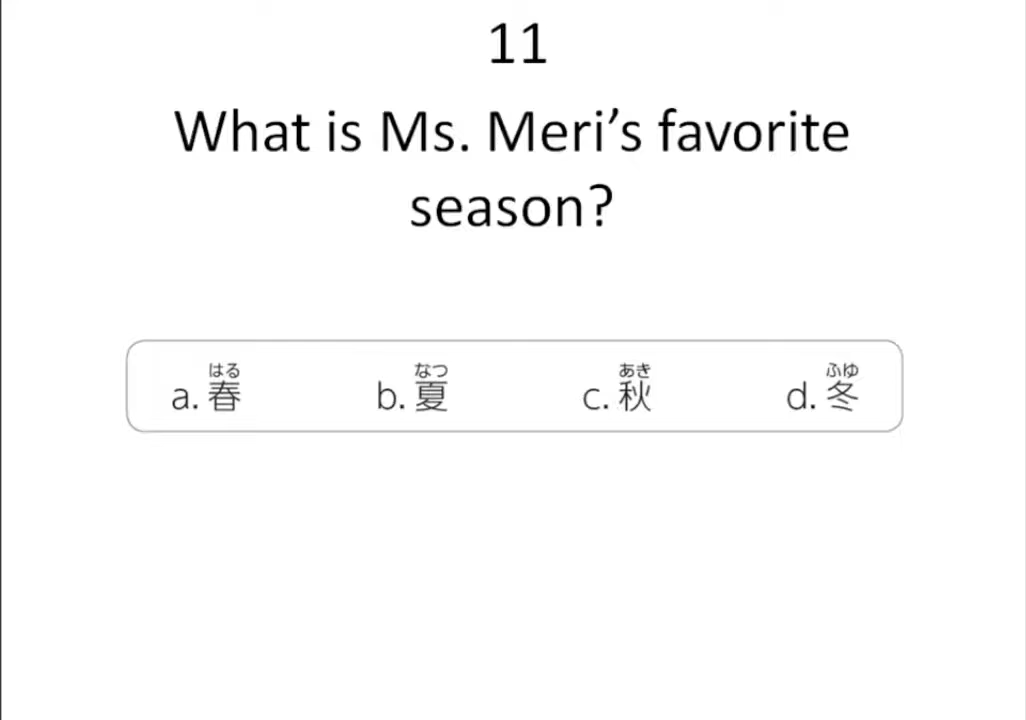 11
What is Ms. Meri’s favorite
season?
はる なつ あき ふゆ
a. 春 b. 夏 c. 秋 d. 冬